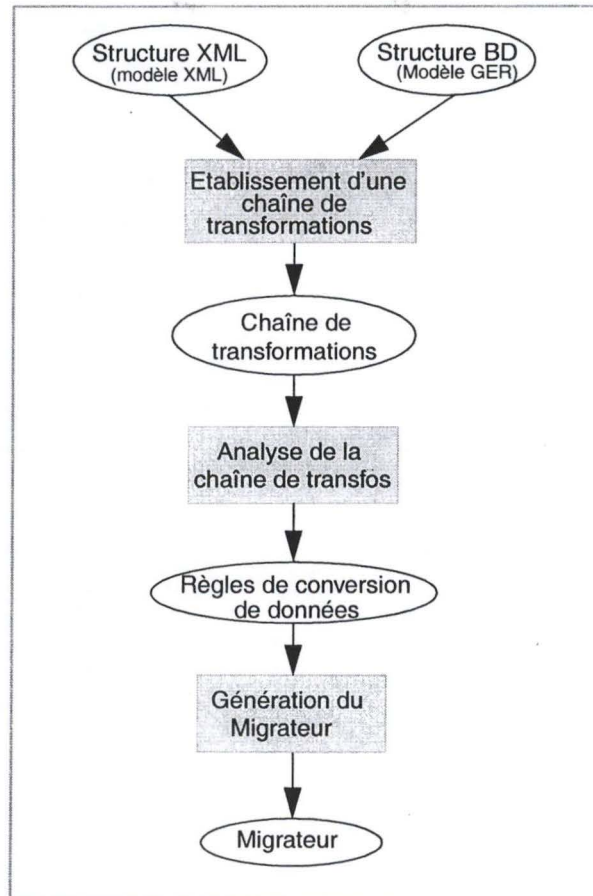 Structure XML
(modèle XML)
Structure BD
(Modèle GER)
Etablissement d'une
chaîne de
transformations
Chaîne de
transformations
Analyse de la
chaîne de transfos
Règles de conversion
de données
Génération du
Migrateur
Migrateur